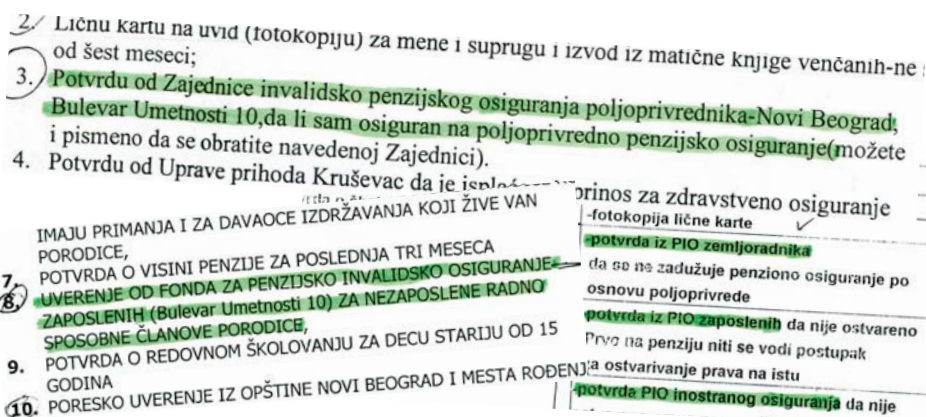 2. Ličnu kartu na uvid (fotokopiju) za mene i suprugu i izvod iz matične knjige venčanih-ne
od šest meseci;
3. Potvrdu od Zajednice invalidsko penzijskog osiguranja poljoprivrednika-Novi Beograd,
Bulevar Umetnosti 10,da li sam osiguran na poljoprivredno penzijsko osiguranje(možete
i pismeno da se obratite navedenoj Zajednici).
4. Potvrdu od Uprave prihoda Kruševac da je
za zdravstveno osiguranje
IMAJU PRIMANJA I ZA DAVAOCE IZDRŽAVANJA KOJI ŽIVE VAN
PORODICE,
7. POTVRDA O VISINI PENZIJE ZA POSLEDNJA TRI MESECA
8. UVERENJE OD FONDA ZA PENZIJSKO INVALIDSKO OSIGURANJE-
ZAPOSLENIH (Bulevar Umetnosti 10) ZA NEZAPOSLENE RADNO
SPOSOBNE ČLANOVE PORODICE,
9. POTVRDA O REDOVNOM ŠKOLOVANJU ZA DECU STARIJU OD 15
GODINA
10. PORESKO UVERENJE IZ OPŠTINE NOVI BEOGRAD I MESTA
-fotokopija lične karte
-potvrda iz PIO zemljoradnika
da se ne zadužuje penziono osiguranje po
osnovu poljoprivrede
-potvrda iz PIO zaposlenih da nije ostvareno
Prvo na penziju niti se vodi postupak
a ostvarivanje prava na istu
-potvrda PIO inostranog osiguranja da nije